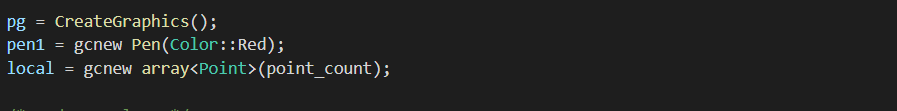 pg = CreateGraphics();
pen1 = gcnew Pen(Color::Red);
local = gcnew array<Point>(point_count);